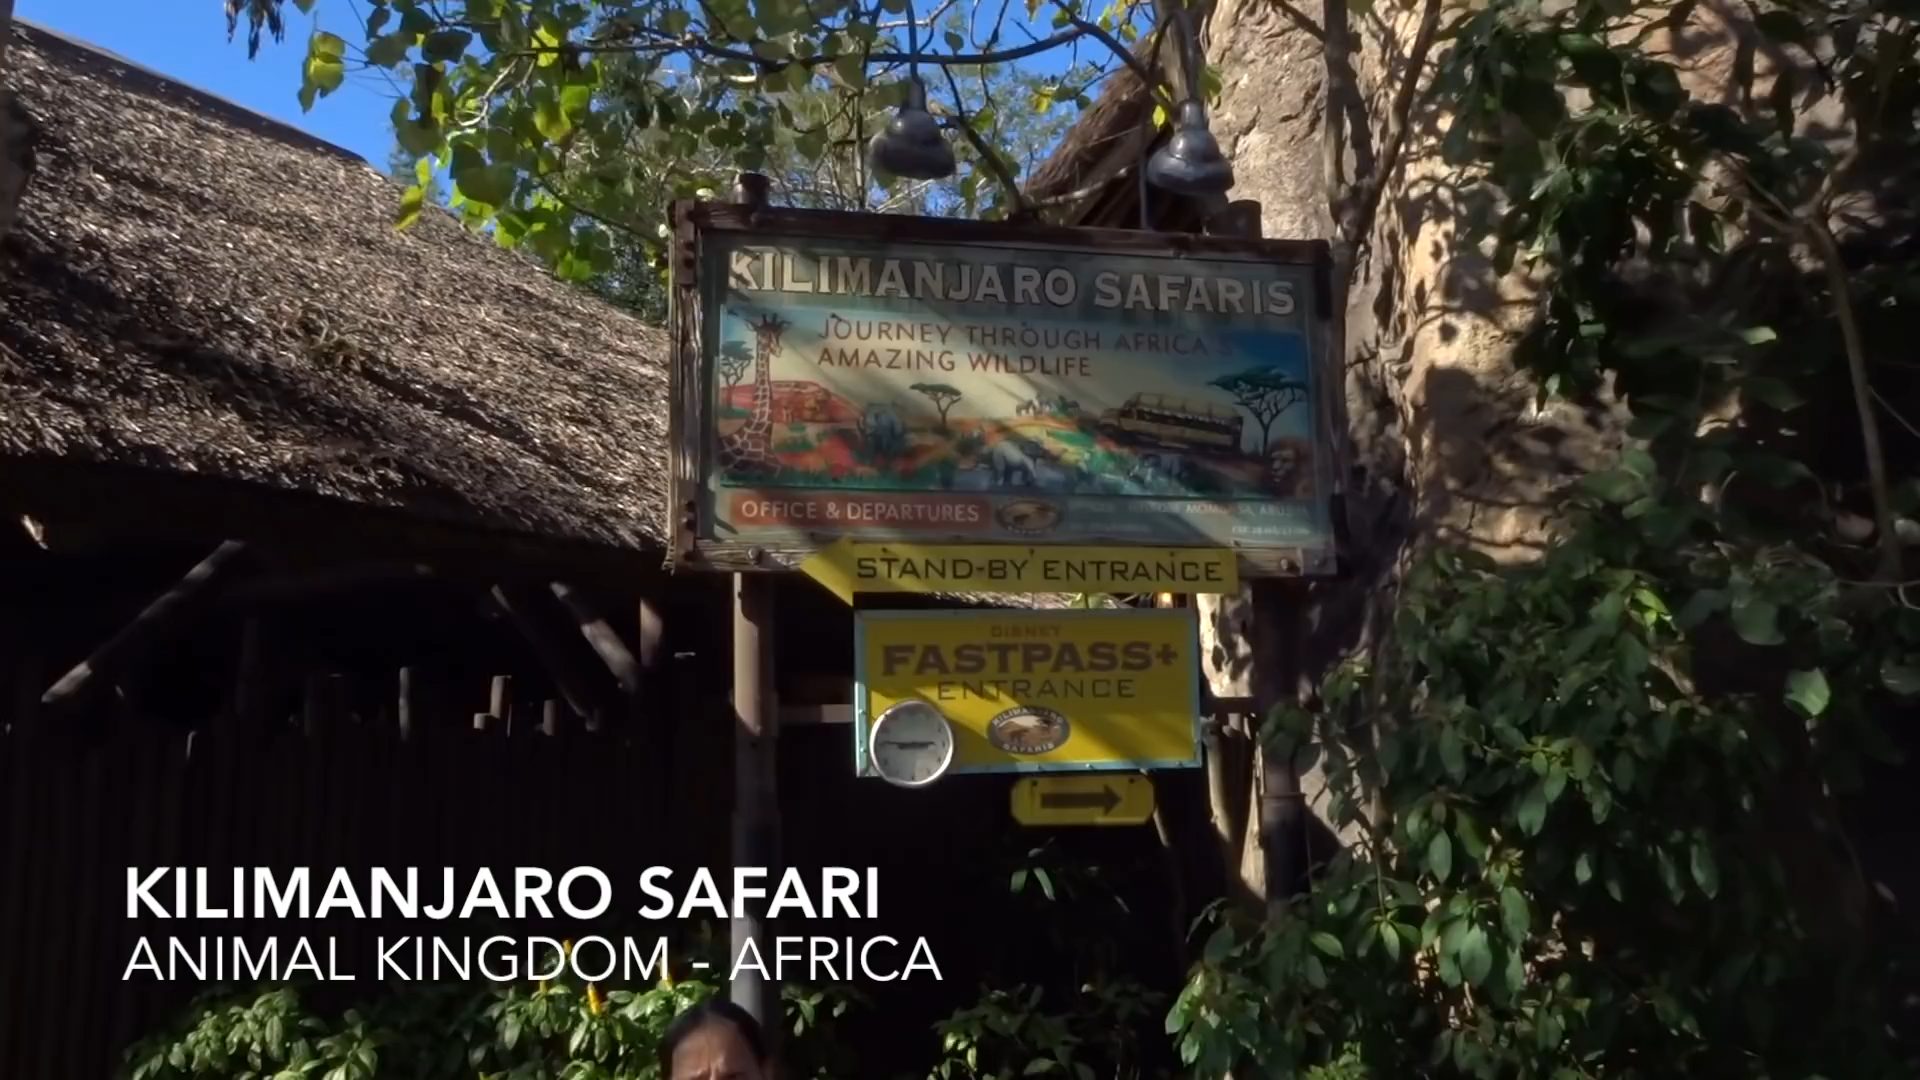 KILIMANJARO SAFARIS
JOURNEY THROUGH AFRICA'S
AMAZING WILDLIFE
OFFICE & DEPARTURES
STAND-BY ENTRANCE
DISNEY
FASTPASS+
ENTRANCE
KILIMANJARO
SAFARIS
KILIMANJARO SAFARI
ANIMAL KINGDOM - AFRICA